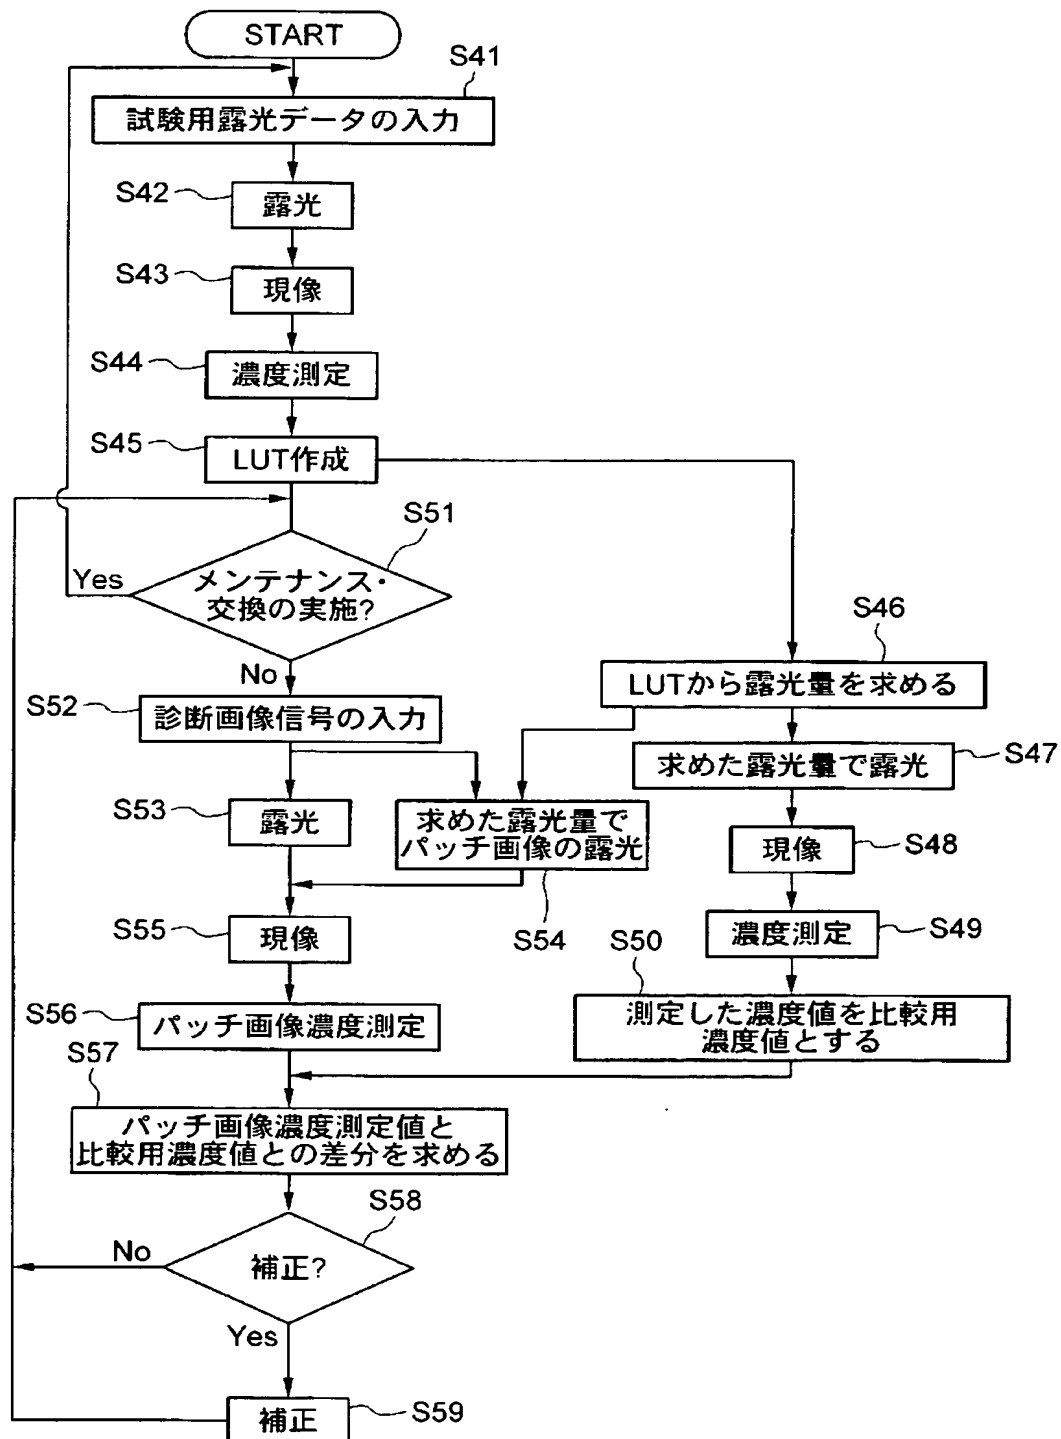 START
S41
試験用露光データの入力
S42
露光
S43
現像
S44
濃度測定
S45
LUT作成
S51
Yes
メンテナンス・
交換の実施?
No
S46
LUTから露光量を求める
S52
診断画像信号の入力
S47
求めた露光量で露光
S53
露光
求めた露光量で
パッチ画像の露光
S54
S48
現像
S55
現像
S49
濃度測定
S50
測定した濃度値を比較用
濃度値とする
S56
パッチ画像濃度測定
S57
パッチ画像濃度測定値と
比較用濃度値との差分を求める
S58
No
補正?
Yes
補正
S59